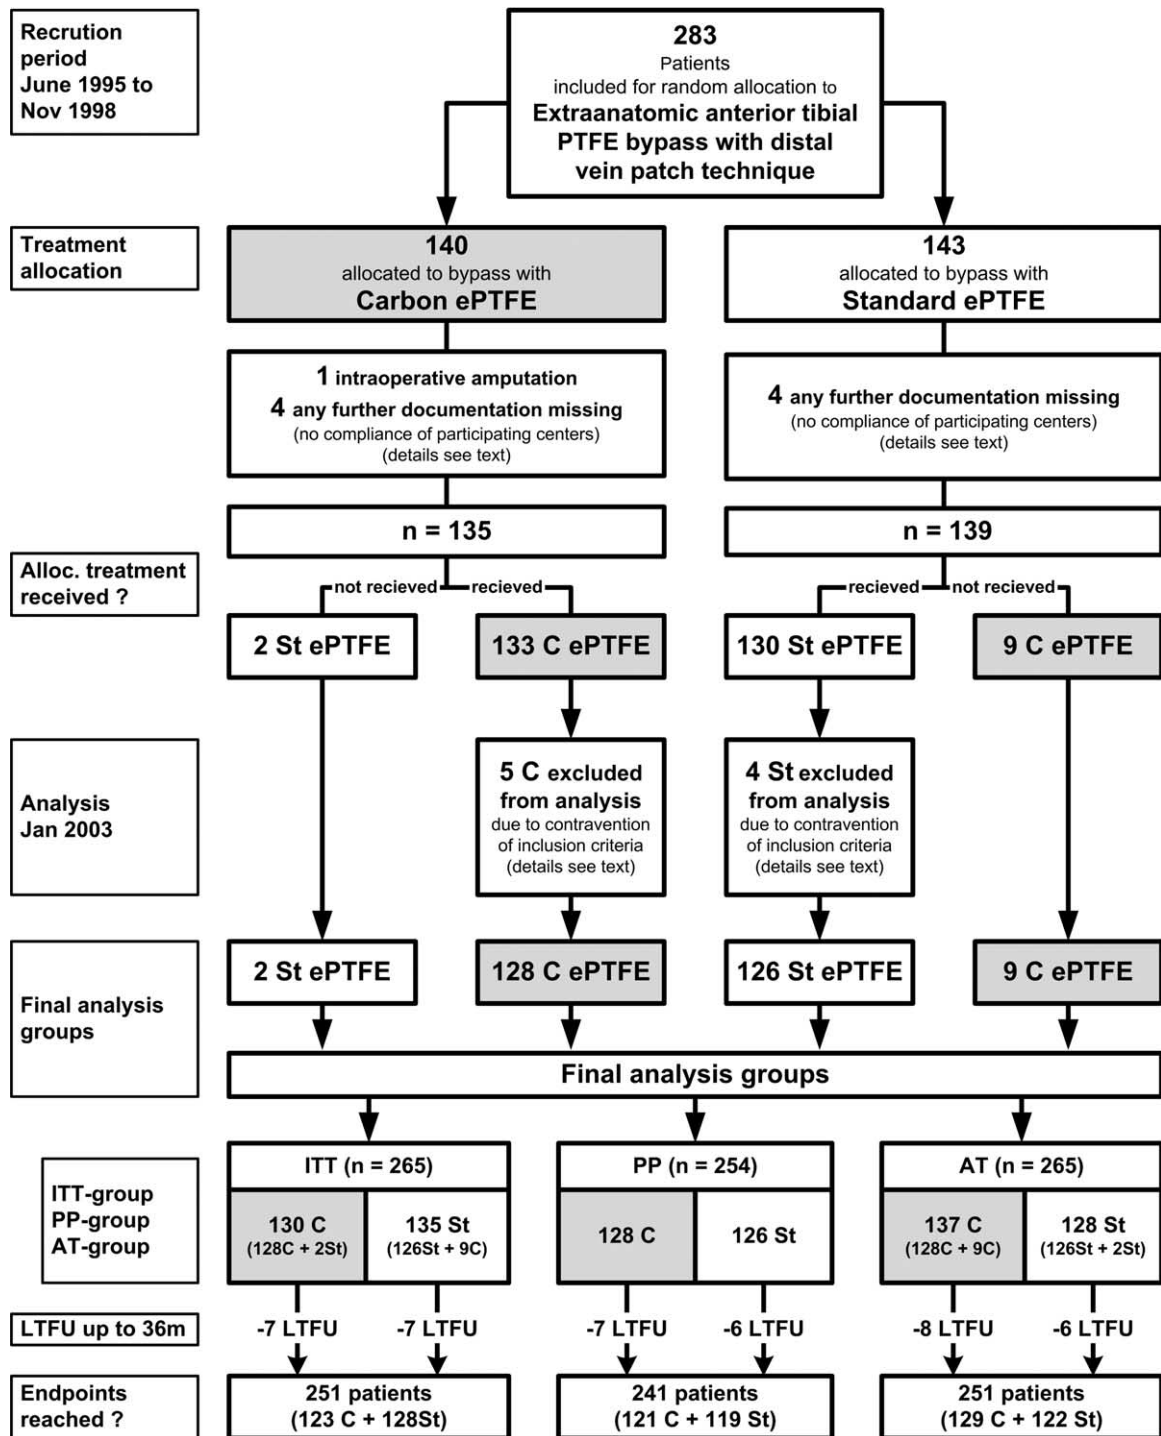 Recrution
period
June 1995 to
Nov 1998
283
Patients
included for random allocation to
Extraanatomic anterior tibial
PTFE bypass with distal
vein patch technique
Treatment
allocation
140
allocated to bypass with
Carbon ePTFE
143
allocated to bypass with
Standard ePTFE
1 intraoperative amputation
4 any further documentation missing
(no compliance of participating centers)
(details see text)
4 any further documentation missing
(no compliance of participating centers)
(details see text)
n = 135
n = 139
Alloc. treatment
received ?
not recieved
recieved
recieved
not recieved
2 St ePTFE
133 C ePTFE
130 St ePTFE
9 C ePTFE
Analysis
Jan 2003
5 C excluded
from analysis
due to contravention
of inclusion criteria
(details see text)
4 St excluded
from analysis
due to contravention
of inclusion criteria
(details see text)
Final analysis
groups
2 St ePTFE
128 C ePTFE
126 St ePTFE
9 C ePTFE
Final analysis groups
ITT-group
PP-group
AT-group
ITT (n = 265)
130 C
(128C + 2St)
135 St
(126St + 9C)
PP (n = 254)
128 C
126 St
AT (n = 265)
137 C
(128C + 9C)
128 St
(126St + 2St)
LTFU up to 36m
-7 LTFU
-7 LTFU
-7 LTFU
-6 LTFU
-8 LTFU
-6 LTFU
Endpoints
reached ?
251 patients
(123 C + 128St)
241 patients
(121 C + 119 St)
251 patients
(129 C + 122 St)